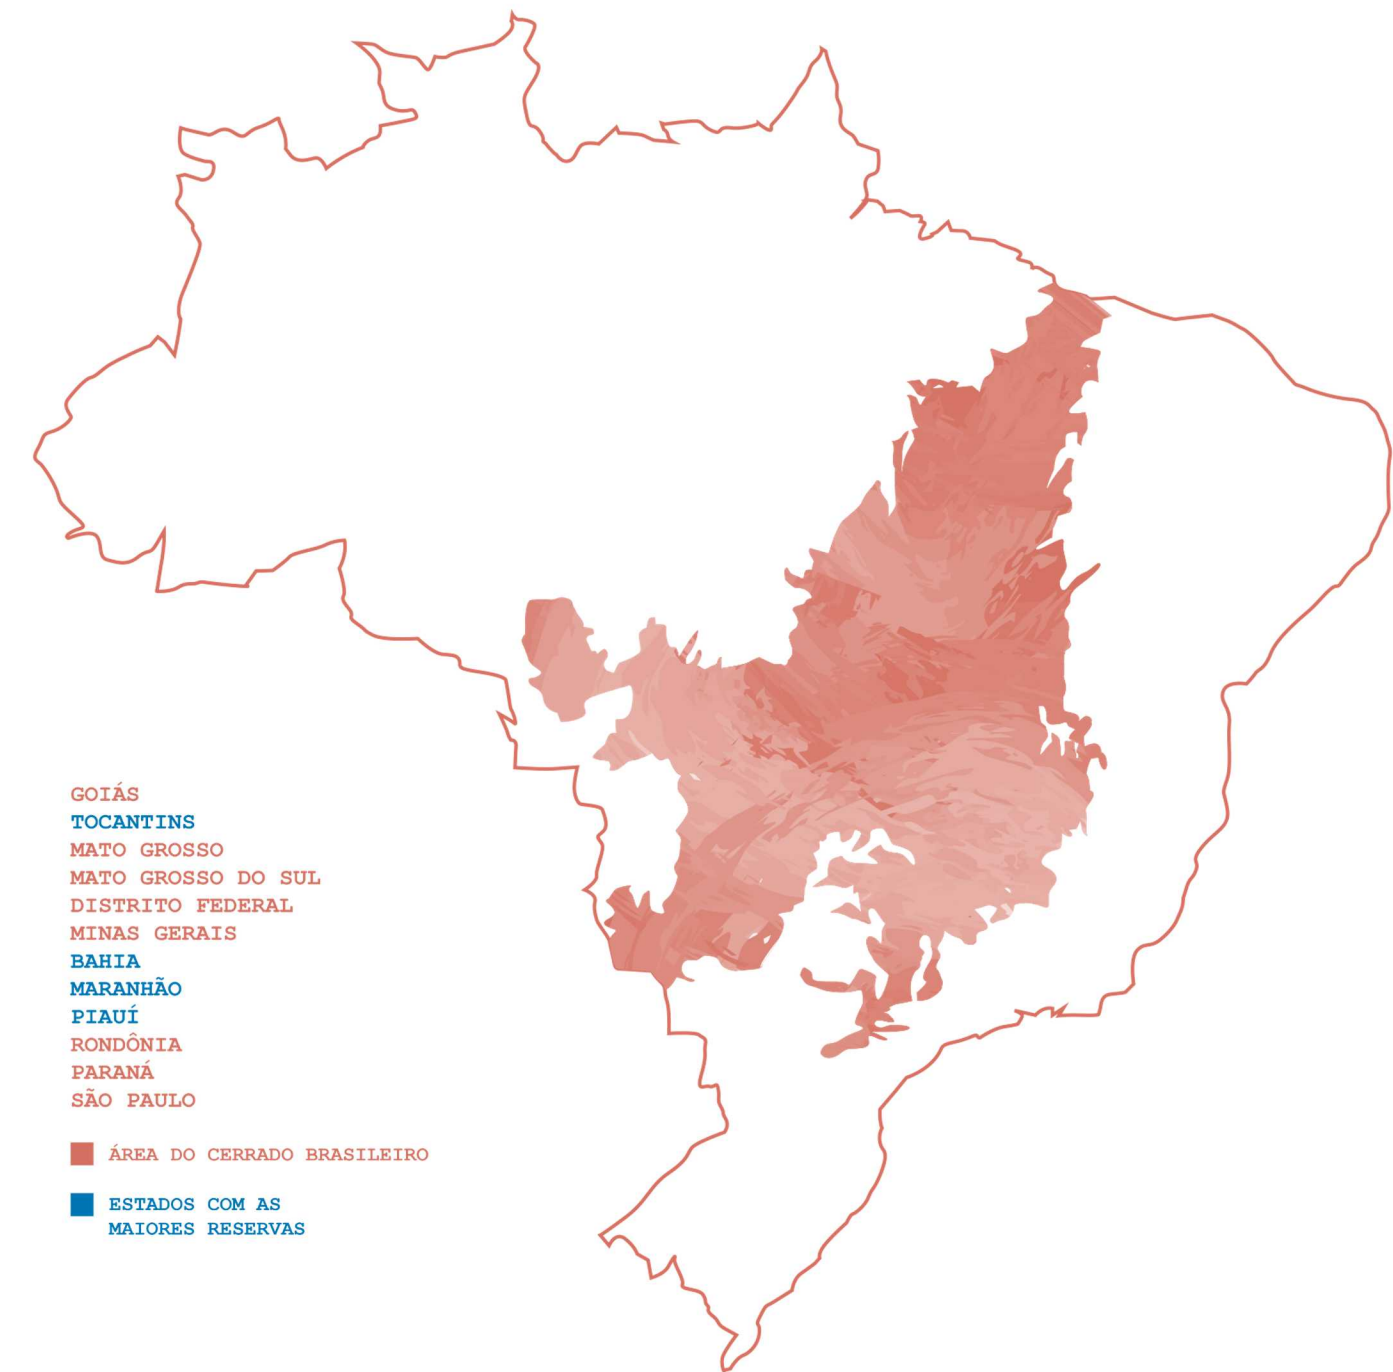 GOIÁS
TOCANTINS
MATO GROSSO
MATO GROSSO DO SUL
DISTRITO FEDERAL
MINAS GERAIS
BAHIA
MARANHÃO
PIAUÍ
RONDÔNIA
PARANÁ
SÃO PAULO
ÁREA DO CERRADO BRASILEIRO
ESTADOS COM AS
MAIORES RESERVAS